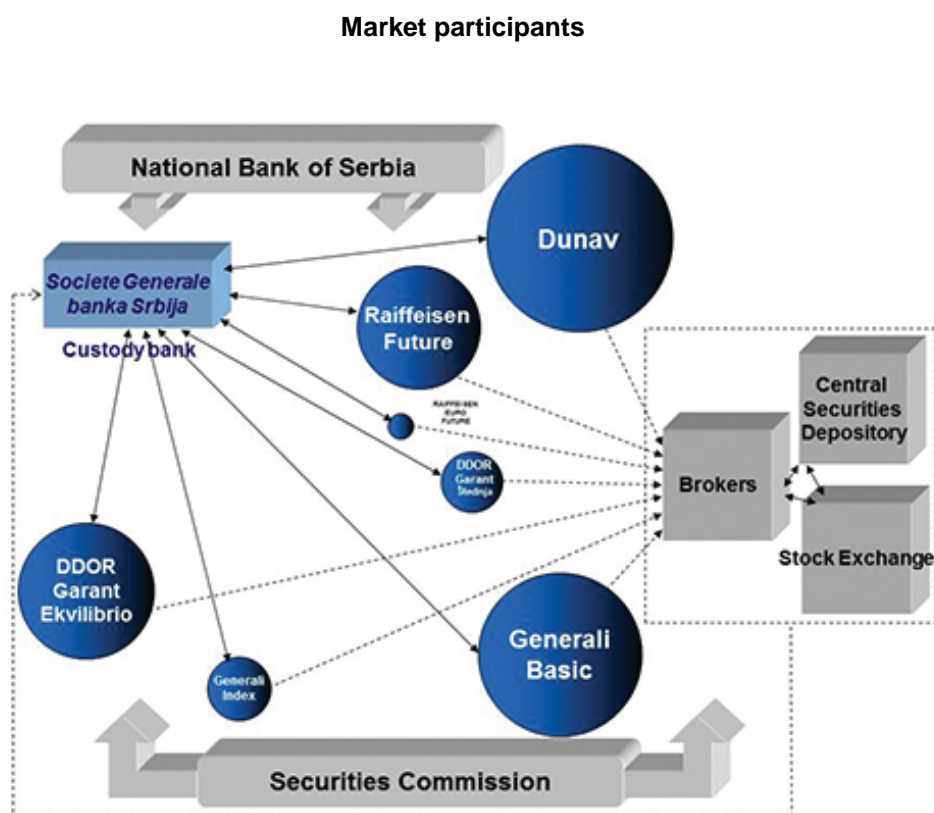 Market participants
National Bank of Serbia
Dunav
Societe Generale
banka Srbija
Custody bank
Raiffeisen
Future
RAIFFEISEN
EURO
FUTURE
DDOR
Garant
Štednja
Central
Securities
Depository
Brokers
Stock Exchange
DDOR
Garant
Ekvilibrio
Generali
Index
Generali
Basic
Securities Commission